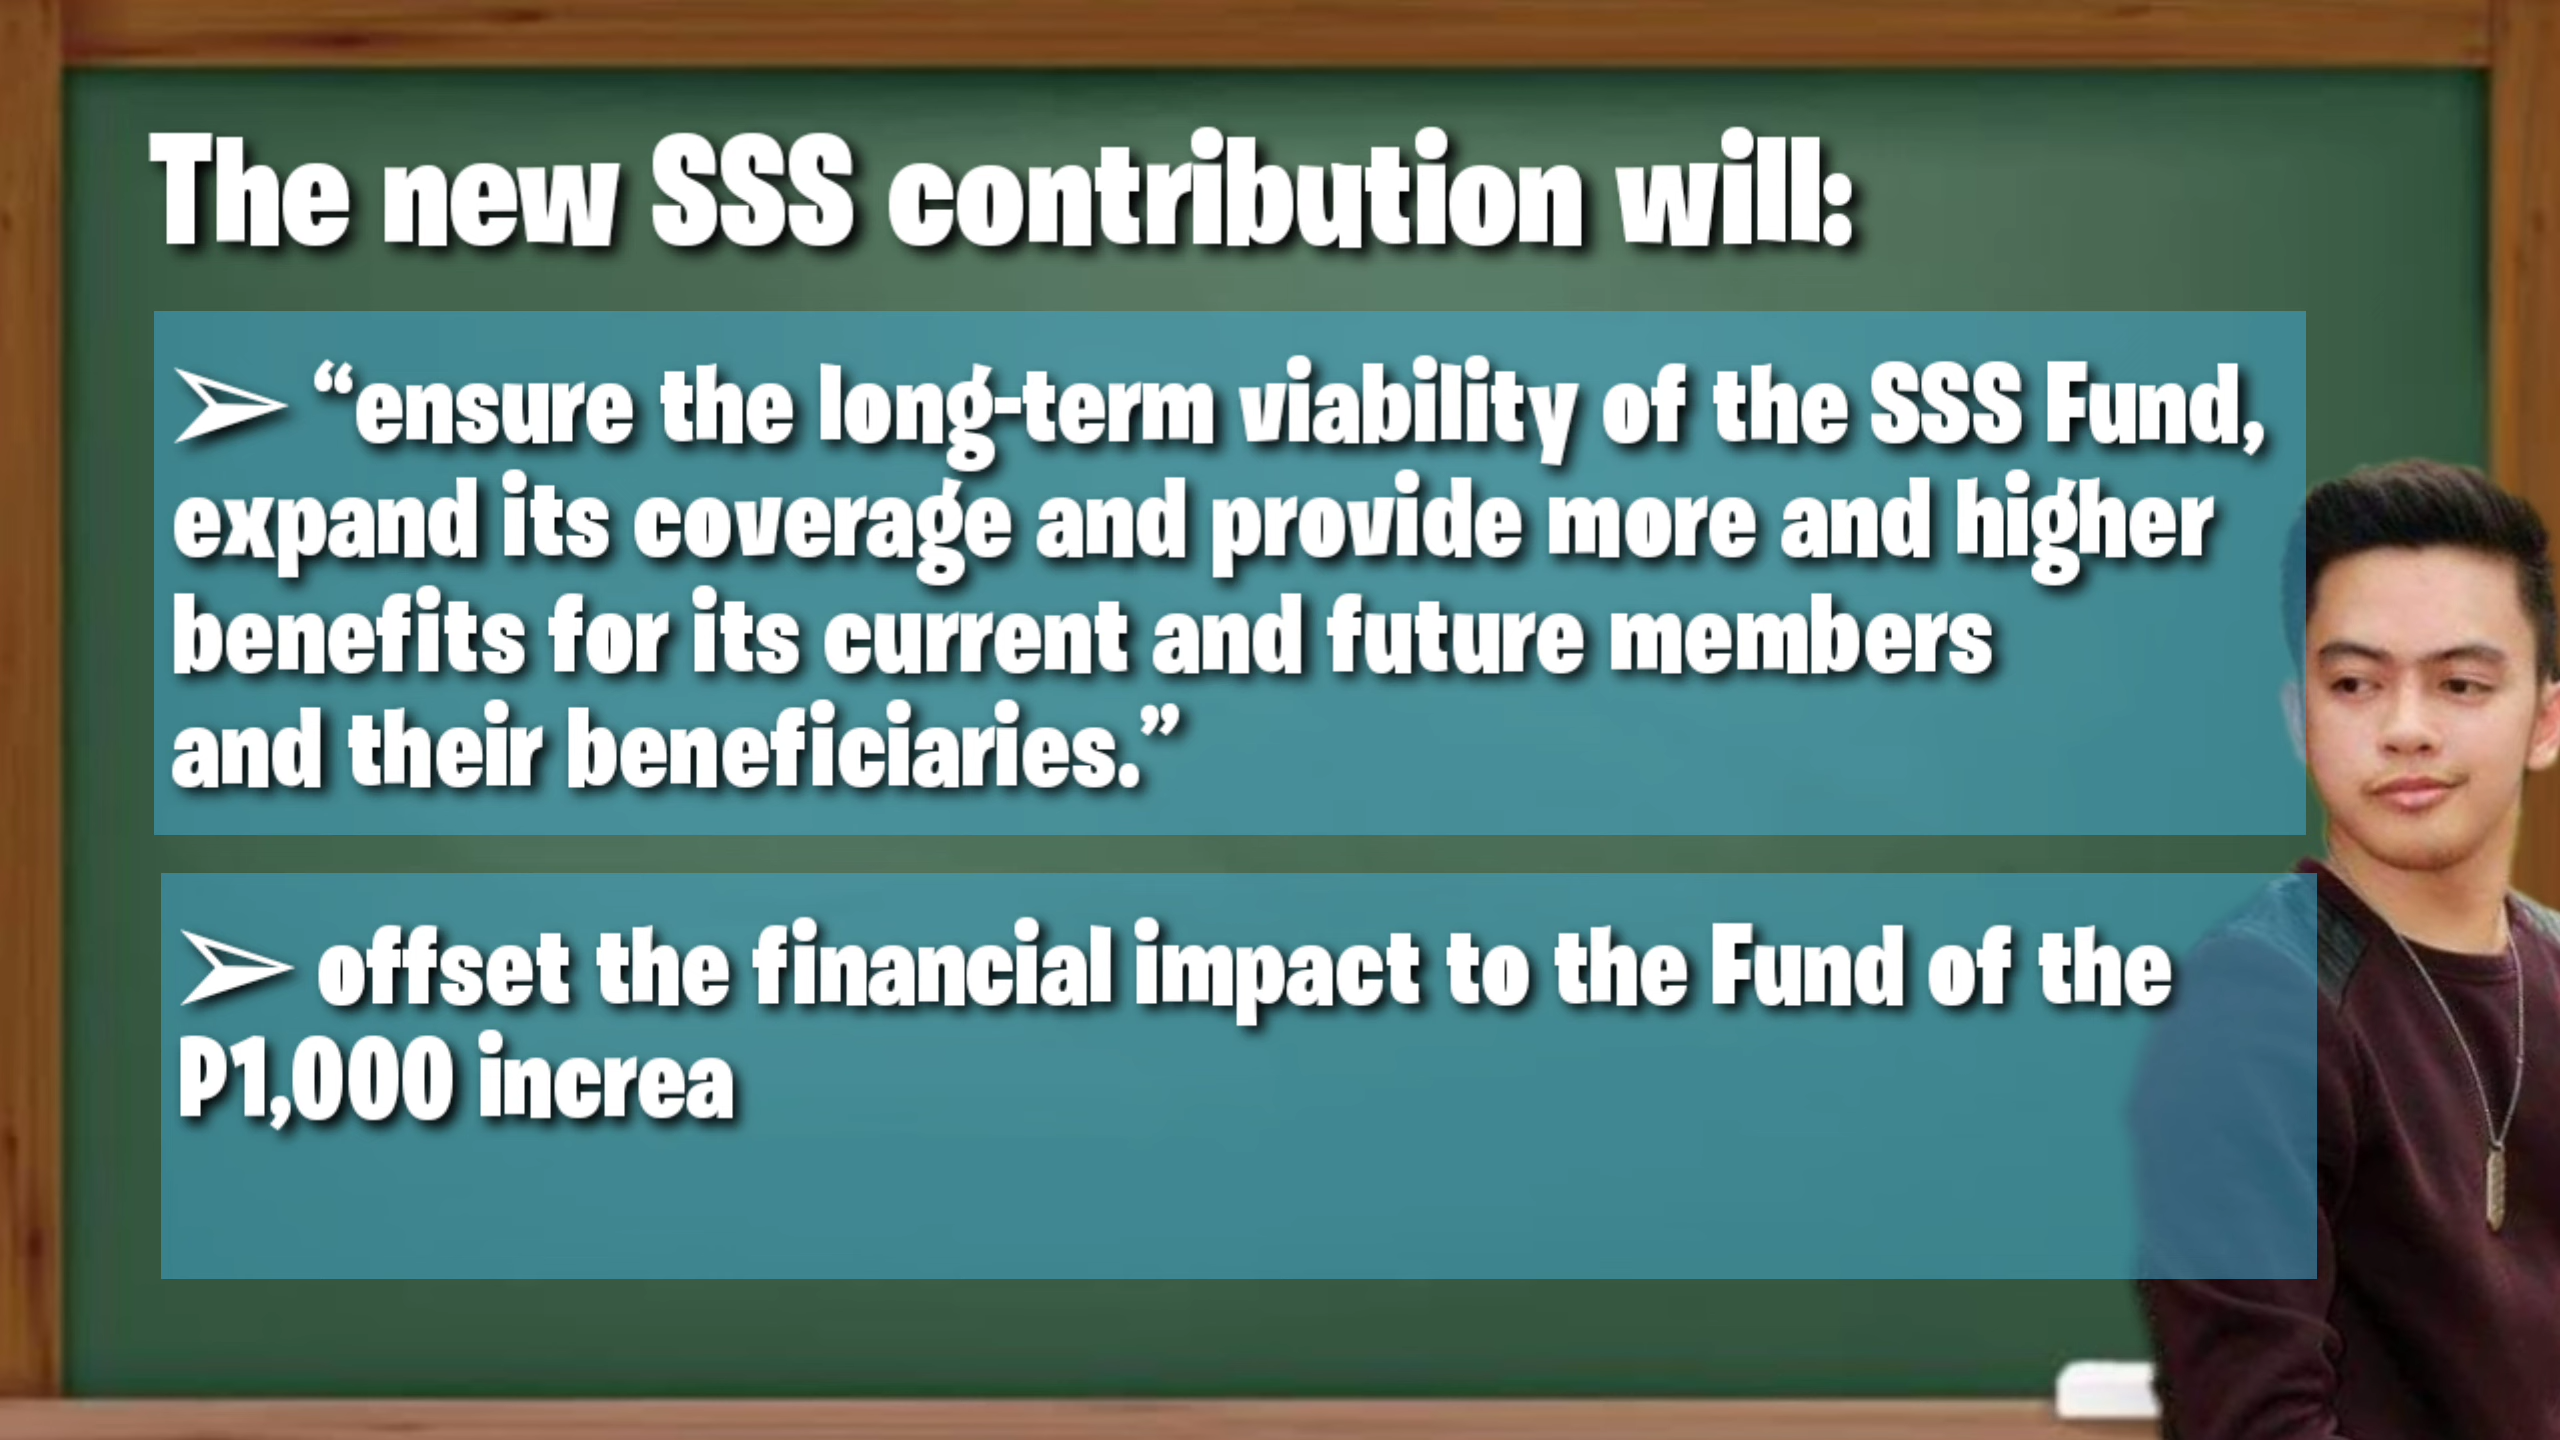 The new SSS contribution will:
➢ “ensure the long-term viability of the SSS Fund,
expand its coverage and provide more and higher
benefits for its current and future members
and their beneficiaries.”
➢ offset the financial impact to the Fund of the
P1,000 increa